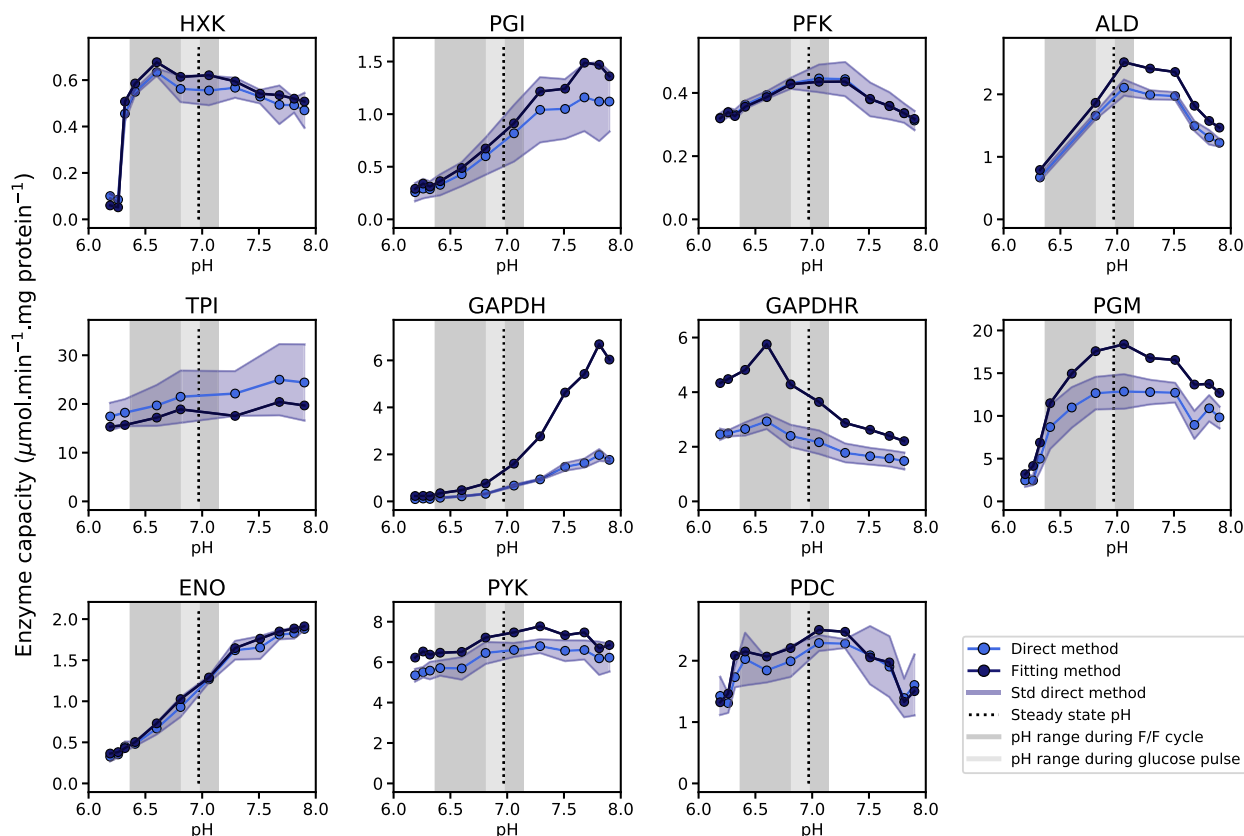 HXK PGI PFK ALD
0.6 1.5 0.4 2
0.4 1.0 0.2 1
0.2 0.5
0.0 0.0 0.0 0
6.0 6.5 7.0 7.5 8.0 6.0 6.5 7.0 7.5 8.0 6.0 6.5 7.0 7.5 8.0 6.0 6.5 7.0 7.5 8.0
pH pH pH pH
Enzyme capacity (μmol.min⁻¹.mg protein⁻¹)
TPI GAPDH GAPDHR PGM
30 6 6 20
20 4 4 15
10 2 2 10
0 0 0 5
0
6.0 6.5 7.0 7.5 8.0 6.0 6.5 7.0 7.5 8.0 6.0 6.5 7.0 7.5 8.0 6.0 6.5 7.0 7.5 8.0
pH pH pH pH
ENO PYK PDC
2.0 8 2
1.5 6 1
1.0 4 0
0.5 2
0.0 0
6.0 6.5 7.0 7.5 8.0 6.0 6.5 7.0 7.5 8.0 6.0 6.5 7.0 7.5 8.0
pH pH pH
Direct method
Fitting method
Std direct method
Steady state pH
pH range during F/F cycle
pH range during glucose pulse